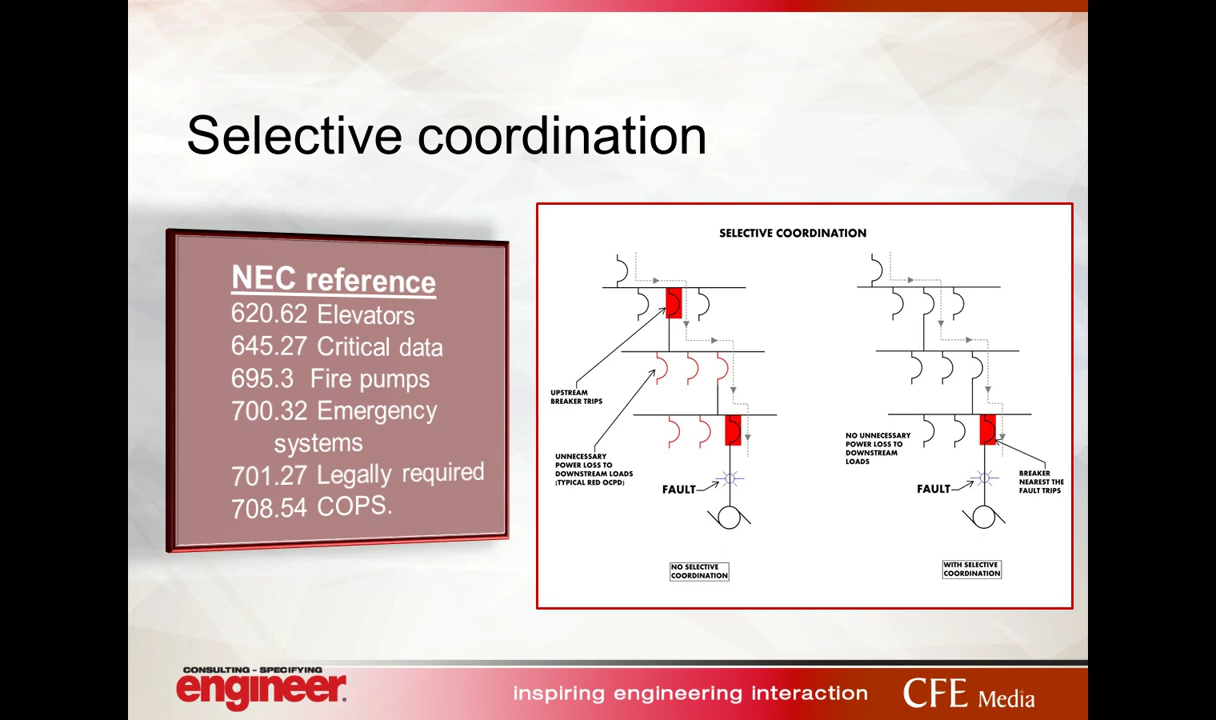 Selective coordination
NEC reference
620.62 Elevators
645.27 Critical data
695.3 Fire pumps
700.32 Emergency
systems
701.27 Legally required
708.54 COPS.
SELECTIVE COORDINATION
UPSTREAM
BREAKER TRIPS
UNNECESSARY
POWER LOSS TO
DOWNSTREAM LOADS
(TYPICAL RED OCPD)
FAULT
NO SELECTIVE
COORDINATION
NO UNNECESSARY
POWER LOSS TO
DOWNSTREAM
LOADS
BREAKER
NEAREST THE
FAULT TRIPS
FAULT
WITH SELECTIVE
COORDINATION
CONSULTING - SPECIFYING
engineer.
inspiring engineering interaction
CFE Media